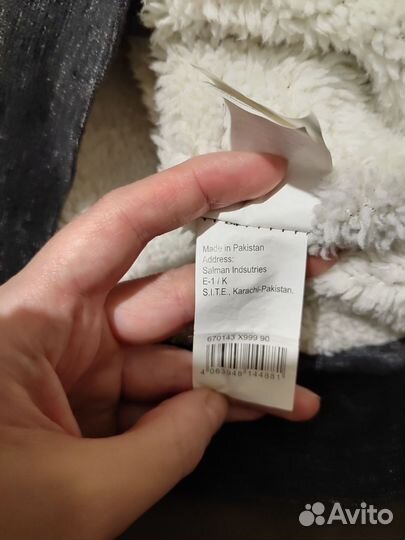 Made in Pakistan
Address:
Salman Indsutries
E-1 / K
S.I.T.E., Karachi-Pakistan.
670143 X999 90
4 063948 144881
Avito